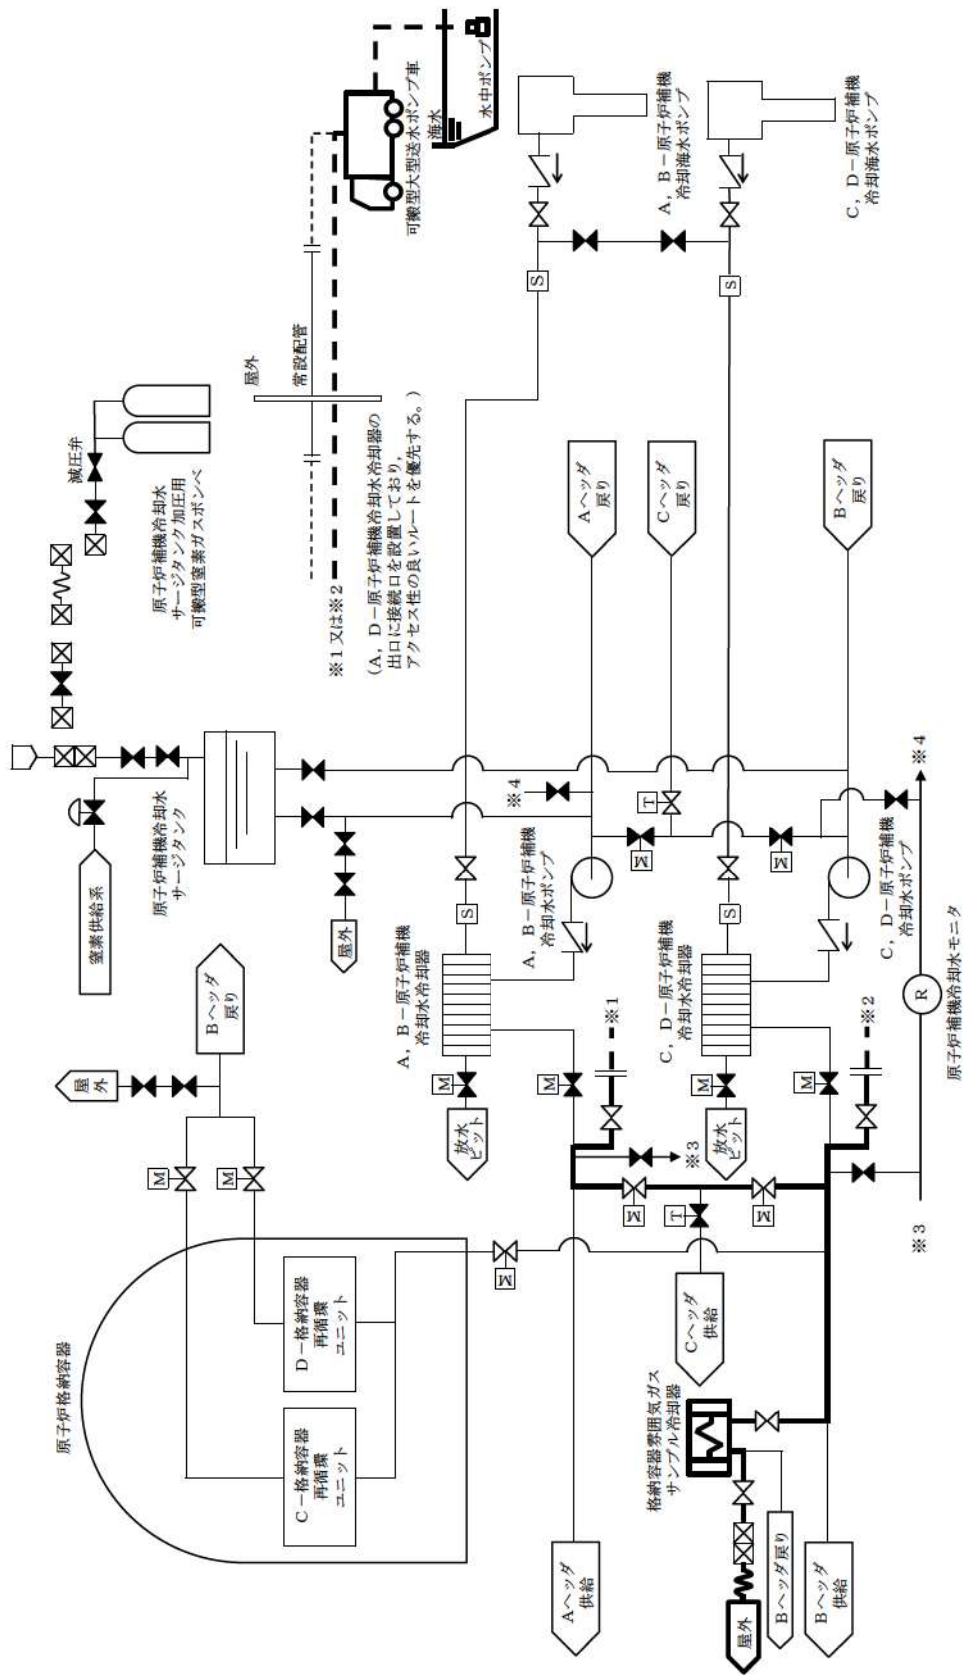 原子炉格納容器
C－格納容器
再循環
ユニット
D－格納容器
再循環
ユニット
M
M
屋外
Bヘッダ
戻り
窒素供給系
原子炉補機冷却水
サージタンク
屋外
減圧弁
原子炉補機冷却水
サージタンク加圧用
可搬型窒素ガスボンベ
屋外
常設配管
※1又は※2
(A，D－原子炉補機冷却水冷却器の
出口に接続口を設置しており，
アクセス性の良いルートを優先する。)
可搬型大型送水ポンプ車
海水
水中ポンプ
M
放水
ピット
A，B－原子炉補機
冷却水冷却器
S
※4
A，B－原子炉補機
冷却水ポンプ
Aヘッダ
戻り
S
A，B－原子炉補機
冷却海水ポンプ
Aヘッダ
供給
M
M
※1
※3
M
T
M
Cヘッダ
供給
M
放水
ピット
C，D－原子炉補機
冷却水冷却器
S
M
T
M
Cヘッダ
戻り
S
C，D－原子炉補機
冷却海水ポンプ
格納容器雰囲気ガス
サンプル冷却器
屋外
Bヘッダ戻り
Bヘッダ
供給
M
※2
C，D－原子炉補機
冷却水ポンプ
Bヘッダ
戻り
※3
R
※4
原子炉補機冷却水モニタ